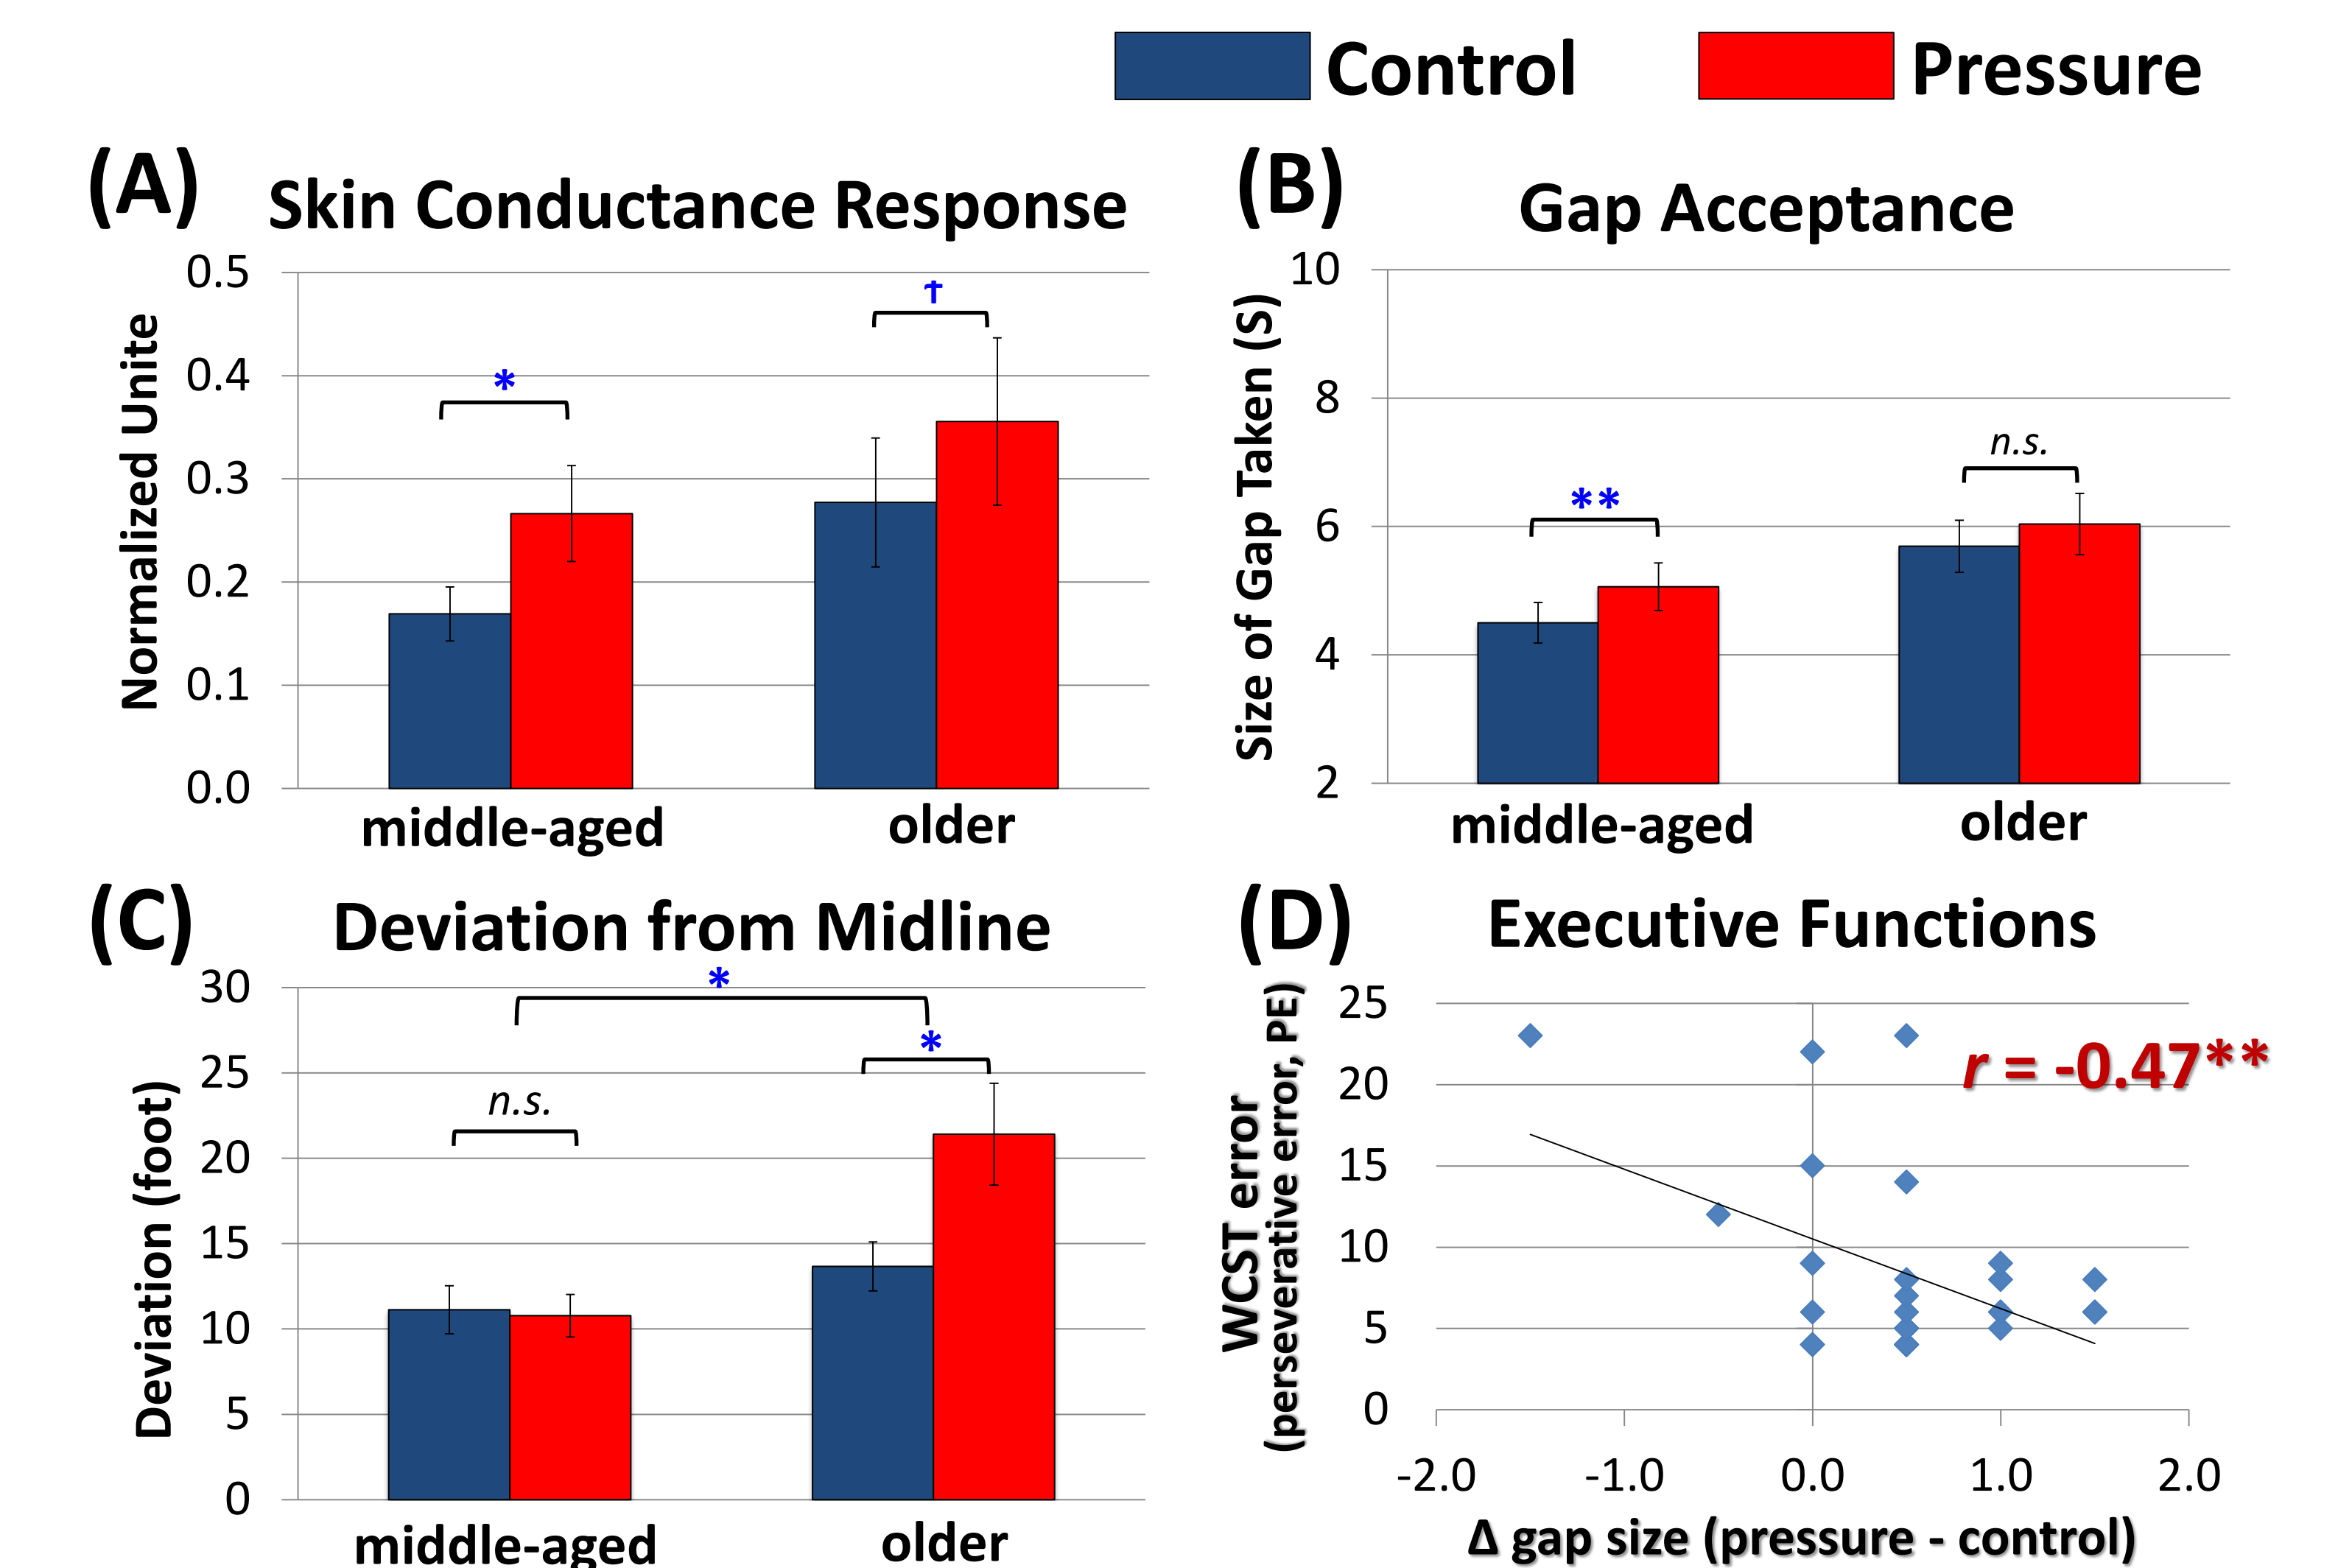 Control Pressure
(A) Skin Conductance Response
Normalized Unite
0.5
0.4
0.3
0.2
0.1
0.0
*
†
middle-aged older
(B) Gap Acceptance
Size of Gap Taken (S)
10
8
6
4
2
**
n.s.
middle-aged older
(C) Deviation from Midline
Deviation (foot)
30
25
20
15
10
5
0
*
*
n.s.
middle-aged older
(D) Executive Functions
WCST error
(perseverative error, PE)
25
20
15
10
5
0
r = -0.47**
-2.0 -1.0 0.0 1.0 2.0
Δ gap size (pressure - control)